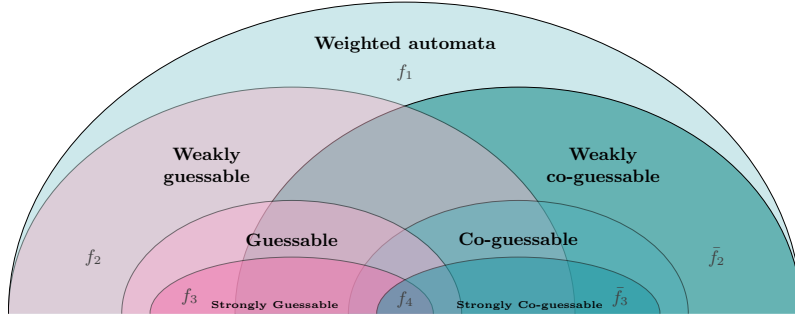 Weighted automata
f₁
Weakly
guessable
Weakly
co-guessable
Guessable
Co-guessable
f₂
f̄₂
f₃
Strongly Guessable
f₄
Strongly Co-guessable
f̄₃